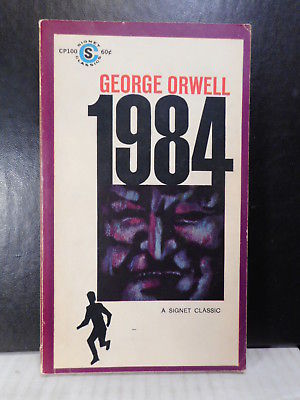 SIGNET
CP100 S 60¢
CLASSICS
GEORGE ORWELL
1984
A SIGNET CLASSIC